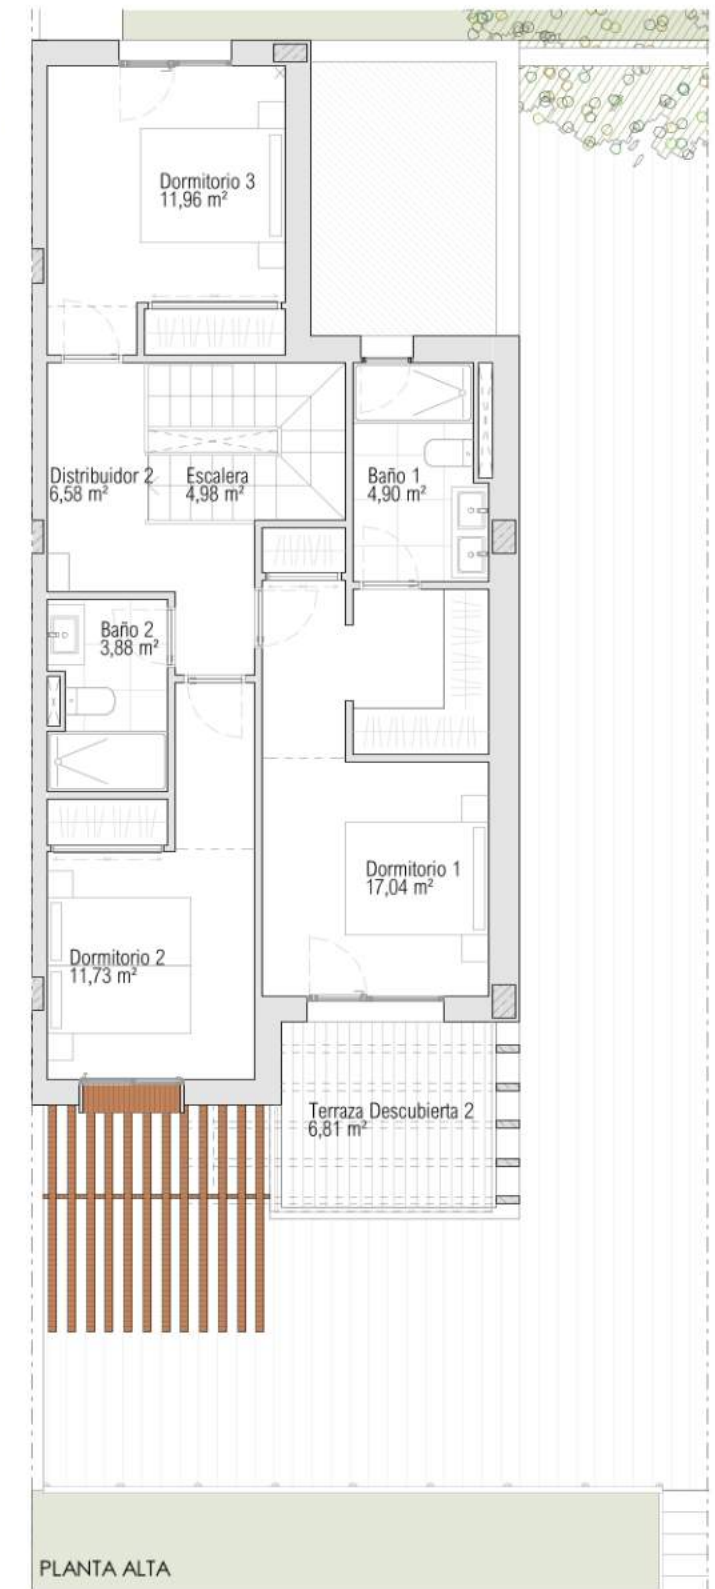 Dormitorio 3
11,96 m²
Distribuidor 2
6,58 m²
Escalera
4,98 m²
Baño 1
4,90 m²
Baño 2
3,88 m²
Dormitorio 1
17,04 m²
Dormitorio 2
11,73 m²
Terraza Descubierta 2
6,81 m²
PLANTA ALTA